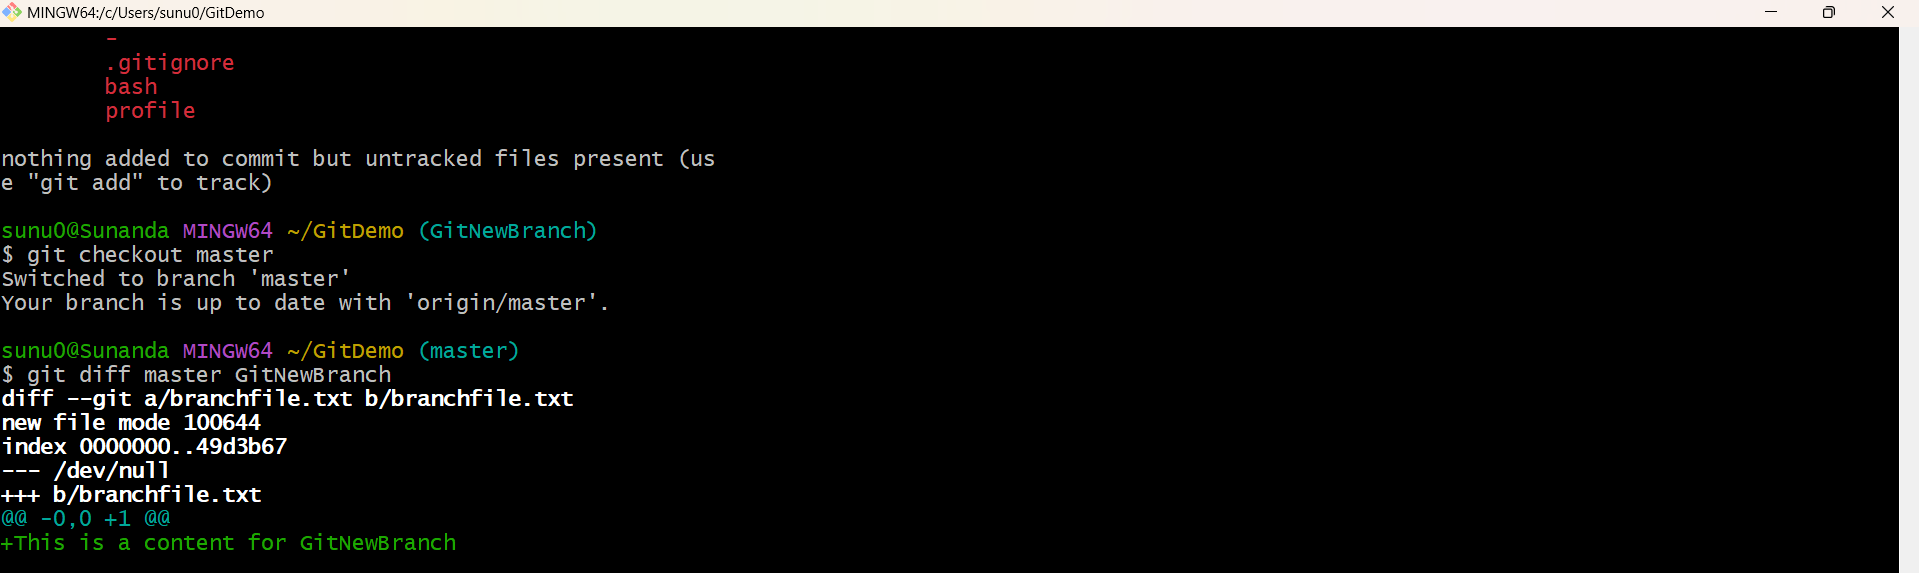 MINGW64:/c/Users/sunu0/GitDemo
-
.gitignore
bash
profile
nothing added to commit but untracked files present (us
e "git add" to track)
sunu0@Sunanda MINGW64 ~/GitDemo (GitNewBranch)
$ git checkout master
Switched to branch 'master'
Your branch is up to date with 'origin/master'.
sunu0@Sunanda MINGW64 ~/GitDemo (master)
$ git diff master GitNewBranch
diff --git a/branchfile.txt b/branchfile.txt
new file mode 100644
index 0000000..49d3b67
--- /dev/null
+++ b/branchfile.txt
@@ -0,0 +1 @@
+This is a content for GitNewBranch